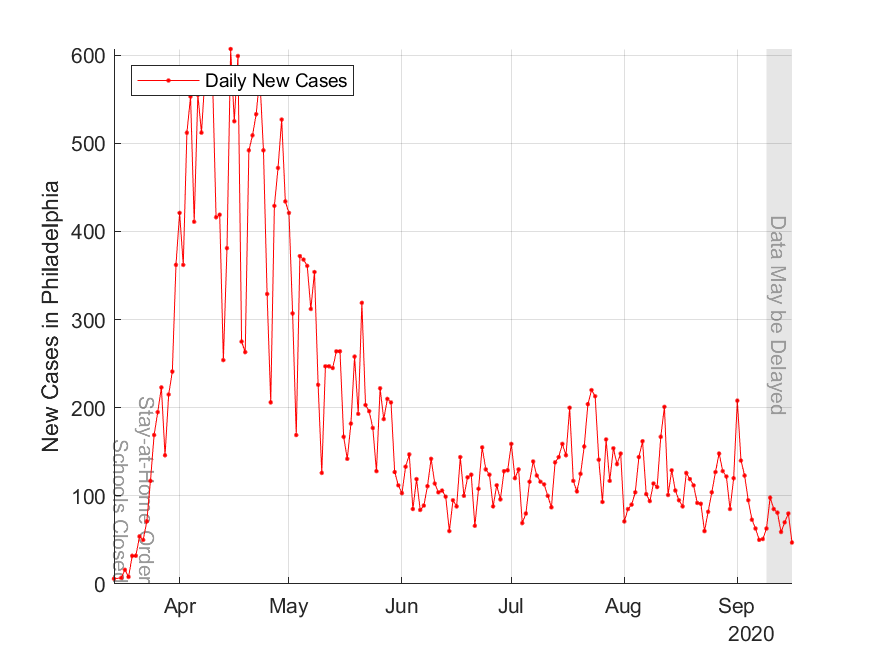 Daily New Cases
New Cases in Philadelphia
600
500
400
300
200
100
0
Schools Closed
Stay-at-Home Order
Data May be Delayed
Apr
May
Jun
Jul
Aug
Sep
2020